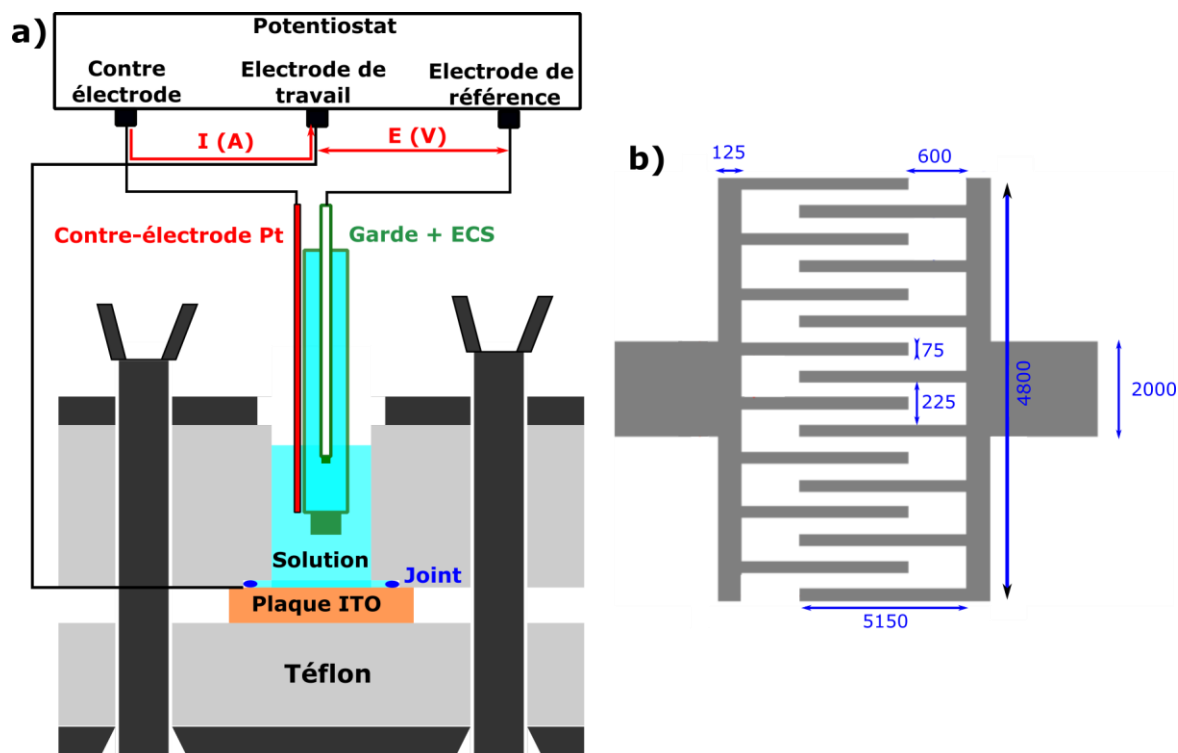 a)
Potentiostat
Contre
électrode
Electrode de
travail
Electrode de
référence
I (A)
E (V)
Contre-électrode Pt
Garde + ECS
Solution
Joint
Plaque ITO
Téflon
b)
125
600
75
225
4800
2000
5150